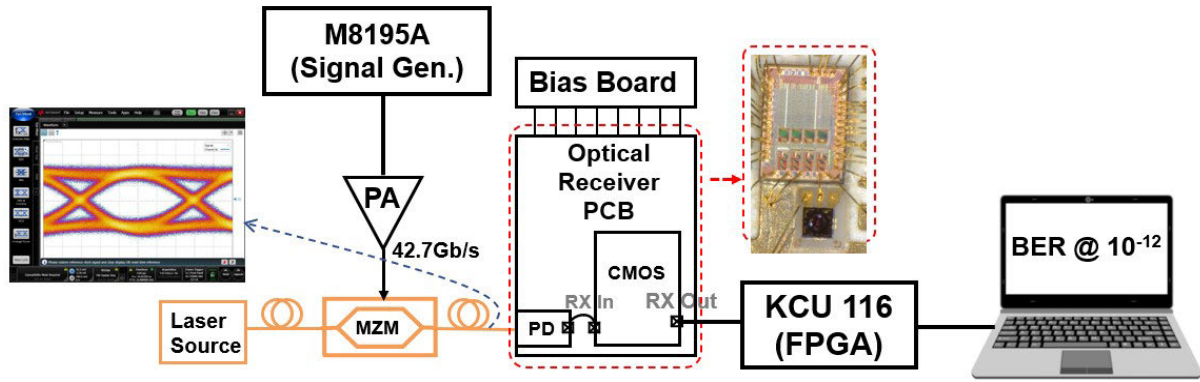 M8195A
(Signal Gen.)
Bias Board
Optical
Receiver
PCB
PA
42.7Gb/s
CMOS
RX In
RX Out
BER @ 10⁻¹²
Laser
Source
MZM
PD
KCU 116
(FPGA)